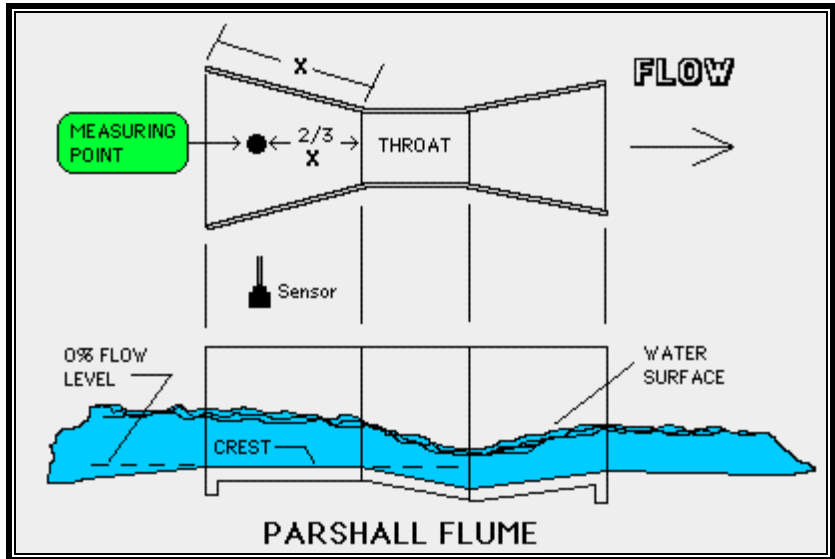 X
FLOW
MEASURING
POINT
2/3
X
THROAT
Sensor
0% FLOW
LEVEL
WATER
SURFACE
CREST
PARSHALL FLUME